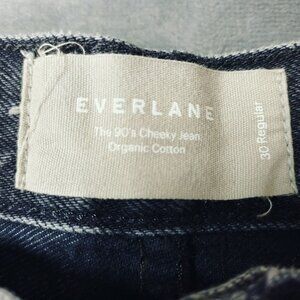 EVERLANE
The 90's Cheeky Jean
Organic Cotton
30 Regular